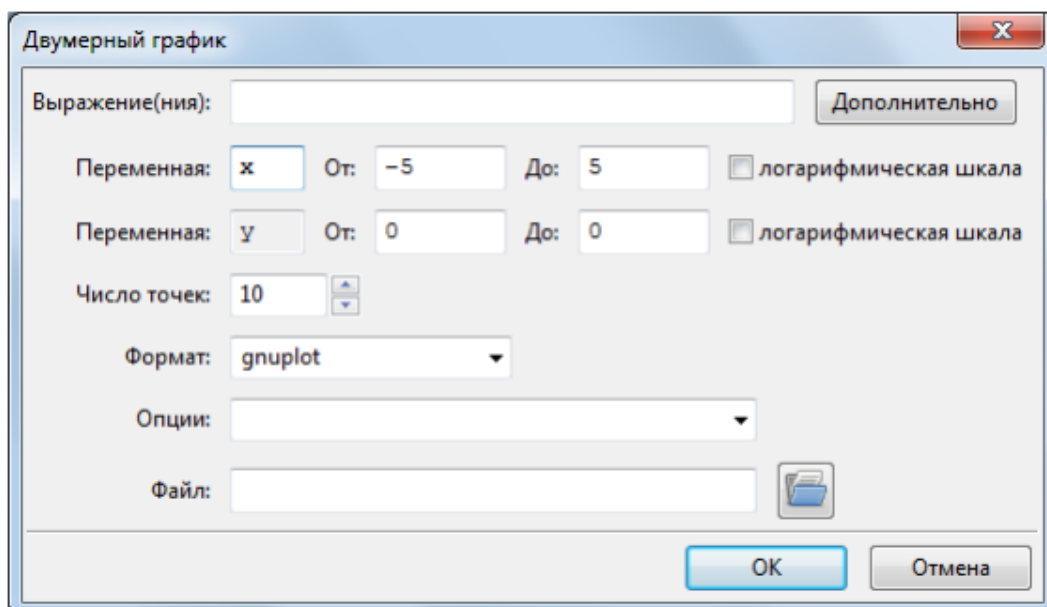 Двумерный график
Выражение(ния): Дополнительно
Переменная: x От: −5 До: 5 логарифмическая шкала
Переменная: y От: 0 До: 0 логарифмическая шкала
Число точек: 10
Формат: gnuplot
Опции:
Файл:
OK Отмена